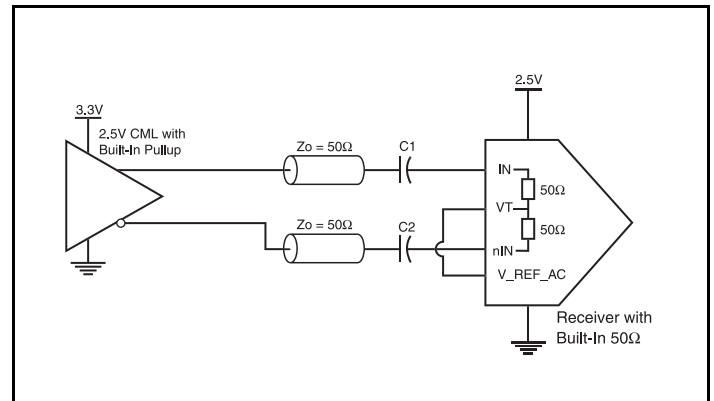 3.3V
2.5V CML with
Built-In Pullup
Zo = 50Ω
C1
Zo = 50Ω
C2
2.5V
IN
50Ω
VT
50Ω
nIN
V_REF_AC
Receiver with
Built-In 50Ω